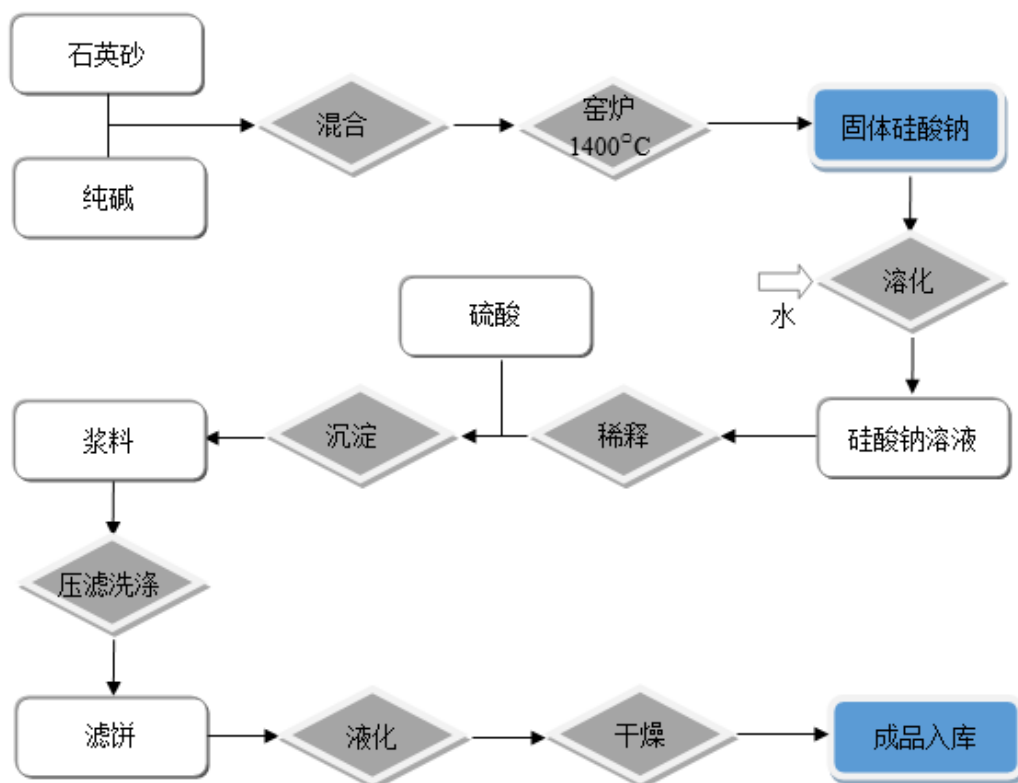 石英砂
纯碱
混合
窑炉
1400°C
固体硅酸钠
溶化
水
硫酸
硅酸钠溶液
稀释
沉淀
浆料
压滤洗涤
滤饼
液化
干燥
成品入库